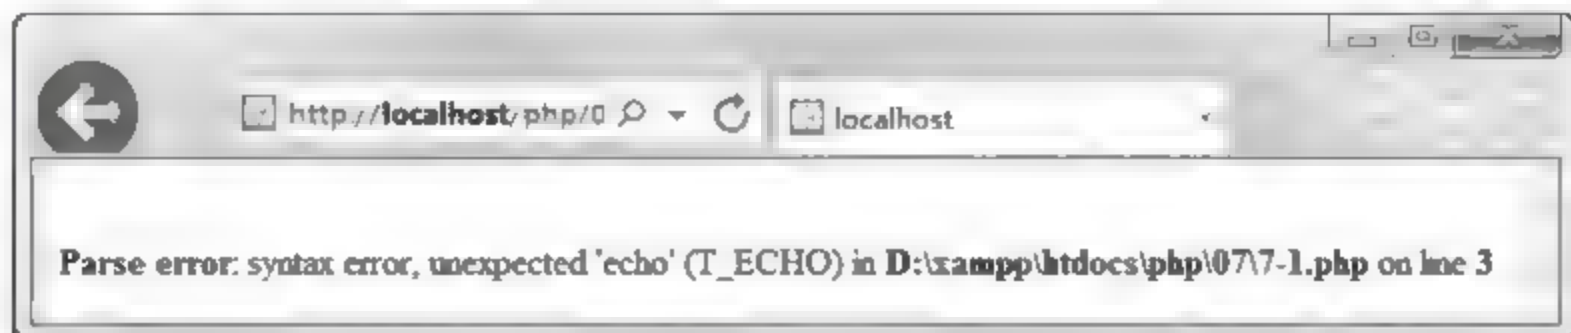 http://localhost/php/0
localhost
Parse error: syntax error, unexpected 'echo' (T_ECHO) in D:\xampp\htdocs\php\07\7-1.php on line 3